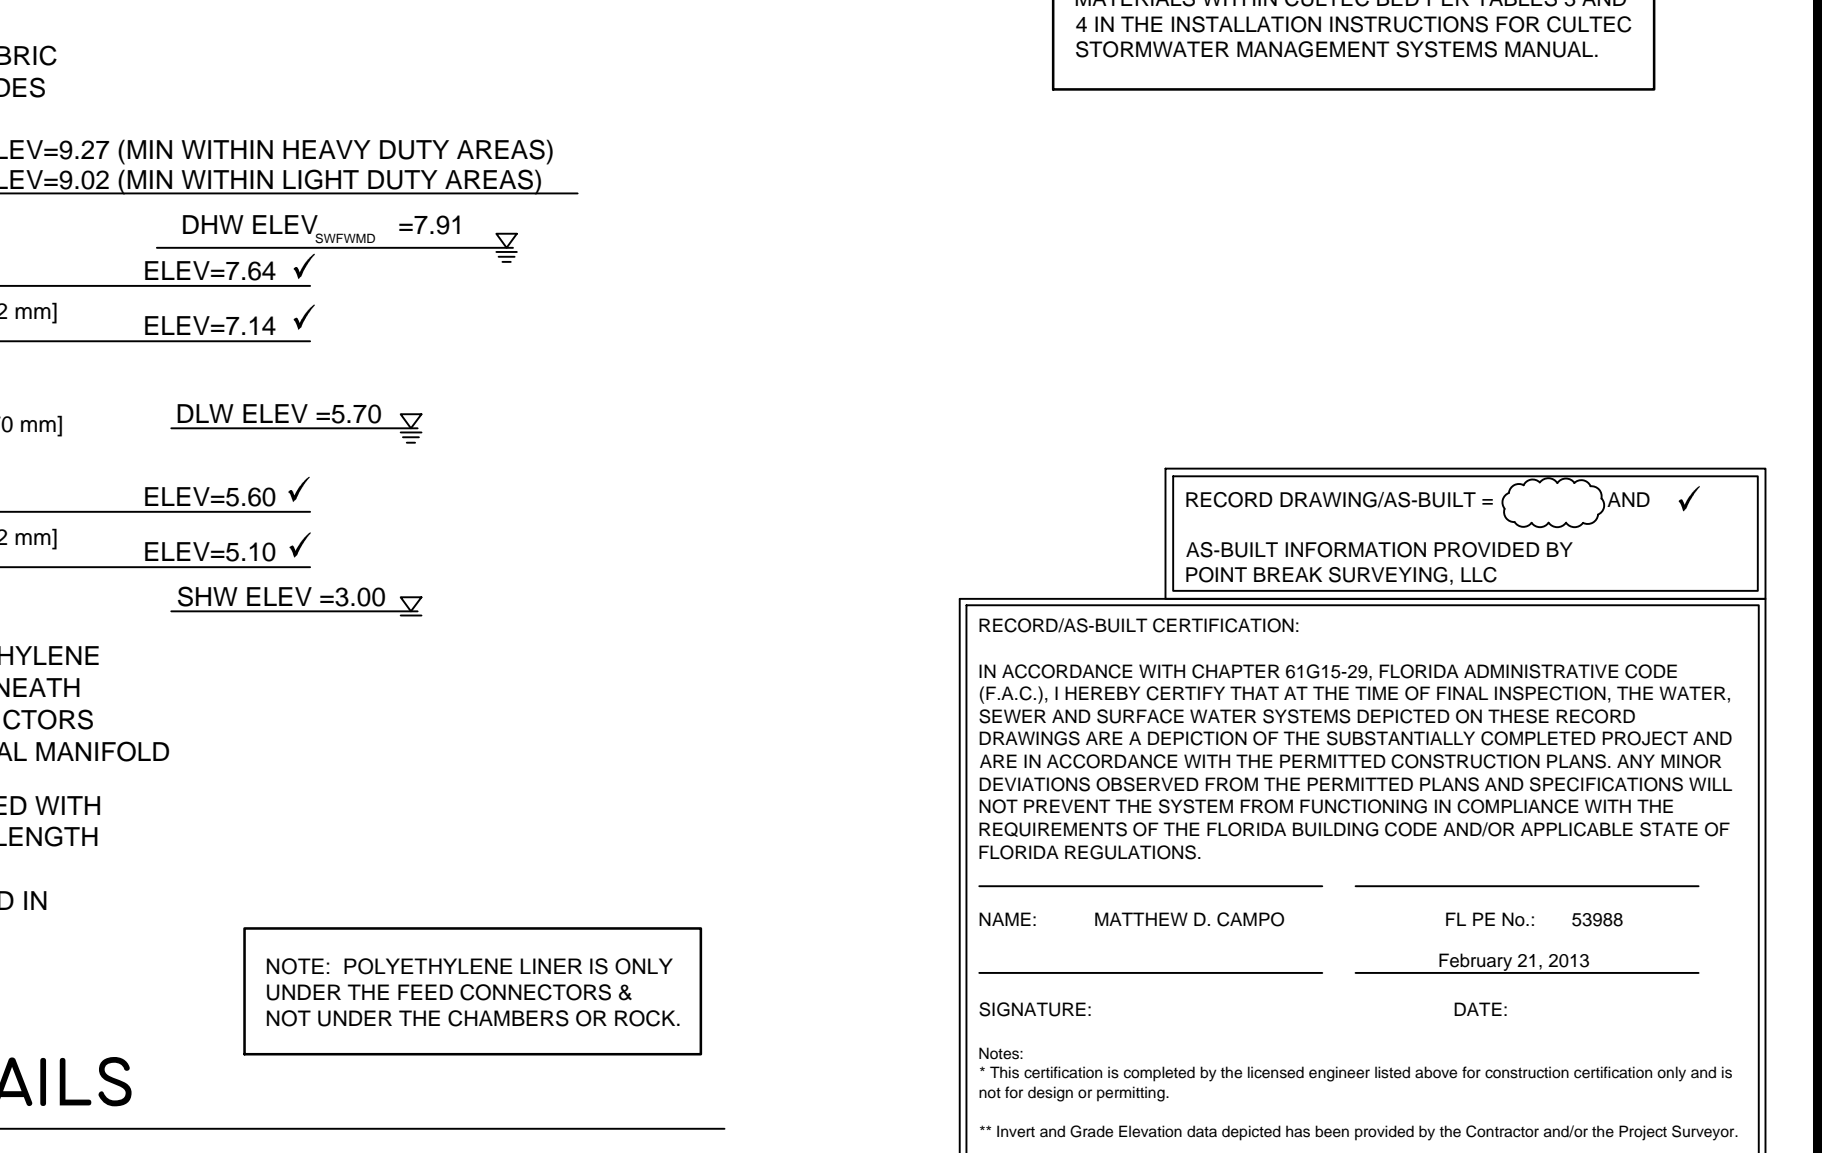 MATERIALS WITHIN CULTEC BED PER TABLES 3 AND
4 IN THE INSTALLATION INSTRUCTIONS FOR CULTEC
STORMWATER MANAGEMENT SYSTEMS MANUAL.
BRIC
DES
LEV=9.27 (MIN WITHIN HEAVY DUTY AREAS)
LEV=9.02 (MIN WITHIN LIGHT DUTY AREAS)
DHW ELEV SWFWMD =7.91
ELEV=7.64 ✓
2 mm]
ELEV=7.14 ✓
DLW ELEV =5.70
0 mm]
ELEV=5.60 ✓
2 mm]
ELEV=5.10 ✓
SHW ELEV =3.00
HYLENE
NEATH
CTORS
AL MANIFOLD
ED WITH
LENGTH
D IN
NOTE: POLYETHYLENE LINER IS ONLY
UNDER THE FEED CONNECTORS &
NOT UNDER THE CHAMBERS OR ROCK.
AILS
RECORD DRAWING/AS-BUILT = AND ✓
AS-BUILT INFORMATION PROVIDED BY
POINT BREAK SURVEYING, LLC
RECORD/AS-BUILT CERTIFICATION:
IN ACCORDANCE WITH CHAPTER 61G15-29, FLORIDA ADMINISTRATIVE CODE
(F.A.C.), I HEREBY CERTIFY THAT AT THE TIME OF FINAL INSPECTION, THE WATER,
SEWER AND SURFACE WATER SYSTEMS DEPICTED ON THESE RECORD
DRAWINGS ARE A DEPICTION OF THE SUBSTANTIALLY COMPLETED PROJECT AND
ARE IN ACCORDANCE WITH THE PERMITTED CONSTRUCTION PLANS. ANY MINOR
DEVIATIONS OBSERVED FROM THE PERMITTED PLANS AND SPECIFICATIONS WILL
NOT PREVENT THE SYSTEM FROM FUNCTIONING IN COMPLIANCE WITH THE
REQUIREMENTS OF THE FLORIDA BUILDING CODE AND/OR APPLICABLE STATE OF
FLORIDA REGULATIONS.
NAME: MATTHEW D. CAMPO FL PE No.: 53988
February 21, 2013
SIGNATURE: DATE:
Notes:
* This certification is completed by the licensed engineer listed above for construction certification only and is
not for design or permitting.
** Invert and Grade Elevation data depicted has been provided by the Contractor and/or the Project Surveyor.